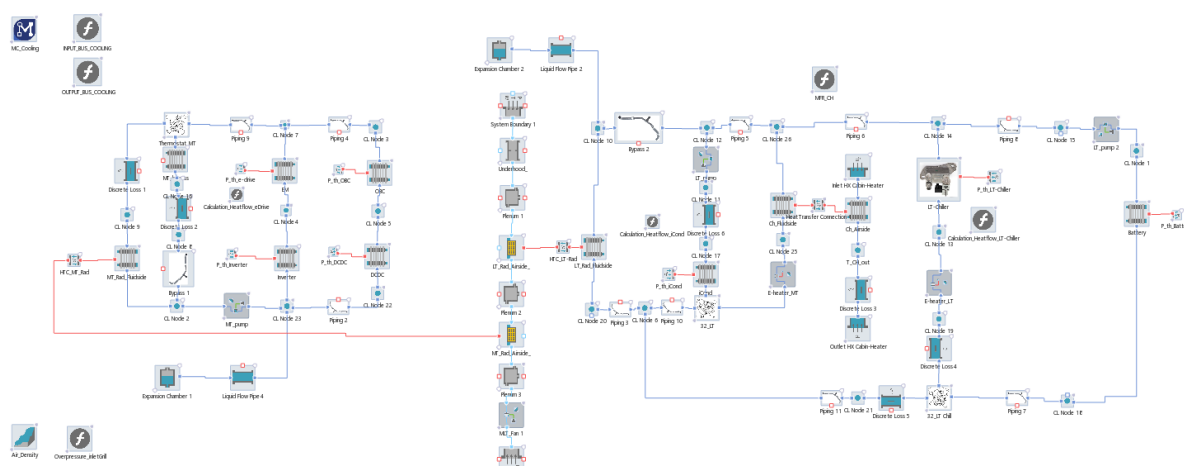 MC_Cooling
INPUT_BUS_COOLING
OUTPUT_BUS_COOLING
Expansion Chamber 2
Liquid Flow Pipe 2
MFR_CH
System Boundary 1
Thermostat_MT
Piping 9
CL Node 7
Piping 4
CL Node 3
CL Node 10
Bypass 2
CL Node 12
Piping 5
CL Node 26
Piping 6
CL Node 14
Piping 8
CL Node 15
LT_pump 2
CL Node 1
Underhood_
Discrete Loss 1
P_th_e-drive
EM
P_th_OBC
OBC
Inlet HX Cabin-Heater
P_th_LT-Chiller
LT-Chiller
Calculation_Heatflow_eDrive
Plenum 1
CL Node 11
CL Node 9
Discrete Loss 2
CL Node 4
CL Node 5
Calculation_Heatflow_iCond
Discrete Loss 6
Ch_Fluidside
Heat Transfer Connection 4
Ch_Airside
Calculation_Heatflow_LT-Chiller
Battery
P_th_Batt
CL Node 8
CL Node 13
HTC_MT_Rad
MT_Rad_Fluidside
P_th_Inverter
Inverter
P_th_DCDC
DCDC
LT_Rad_Airside_
HTC_LT-Rad
LT_Rad_Fluidside
CL Node 17
CL Node 25
P_th_iCond
iCond
E-heater_MT
Bypass 1
Plenum 2
Discrete Loss 3
E-heater_LT
CL Node 2
MT_pump
CL Node 23
Piping 2
CL Node 22
CL Node 20
Piping 3
CL Node 6
Piping 10
32_LT
CL Node 19
MT_Rad_Airside_
Outlet HX Cabin-Heater
Discrete Loss 4
Expansion Chamber 1
Liquid Flow Pipe 4
Plenum 3
Piping 11
CL Node 21
Discrete Loss 5
32_LT Chill
Piping 7
CL Node 18
MLT_Fan 1
Air_Density
Overpressure_InletGrill